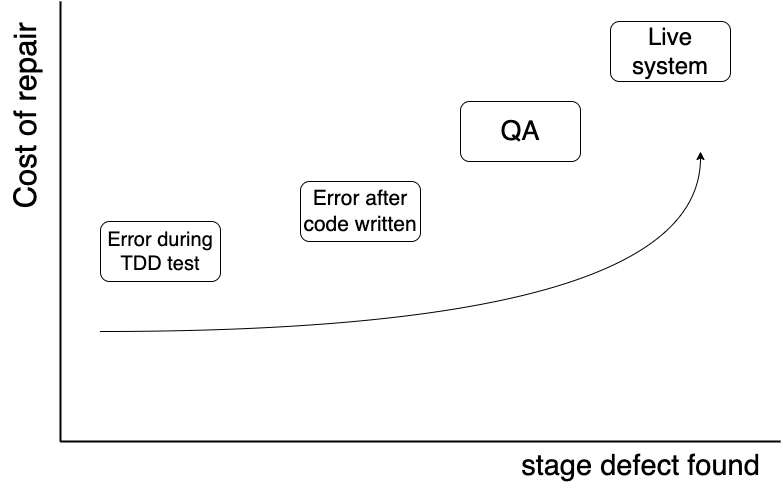 Cost of repair
Live
system
QA
Error after
code written
Error during
TDD test
stage defect found